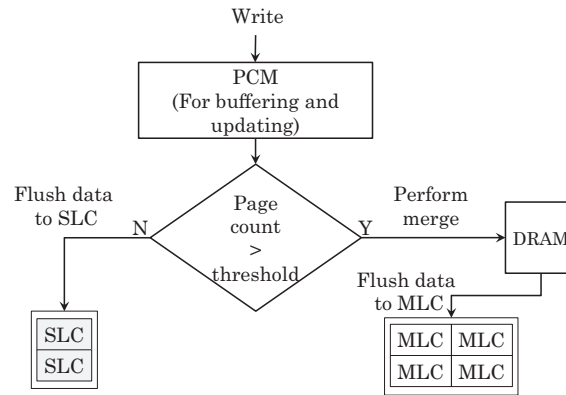 Write
PCM
(For buffering and
updating)
Flush data
to SLC
N
Page
count
>
threshold
Y
Perform
merge
DRAM
Flush data
to MLC
SLC
SLC
MLC MLC
MLC MLC